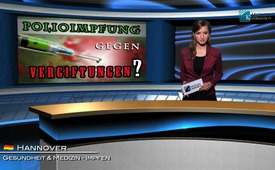 POLIOIMPFUNG
GEGEN
VERGIFTUNGEN?
HANNOVER
GESUNDHEIT & MEDIZIN - IMPFEN